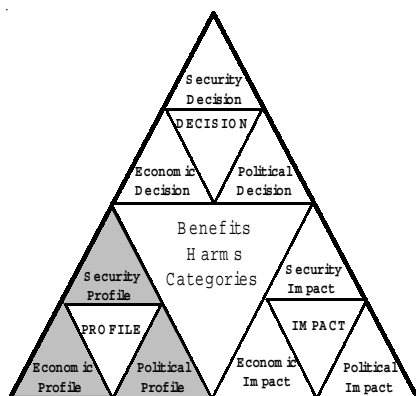 Security
Decision
DECISION
Economic
Decision
Political
Decision
Benefits
Harms
Categories
Security
Profile
Security
Impact
PROFILE
IMPACT
Economic
Profile
Political
Profile
Economic
Impact
Political
Impact